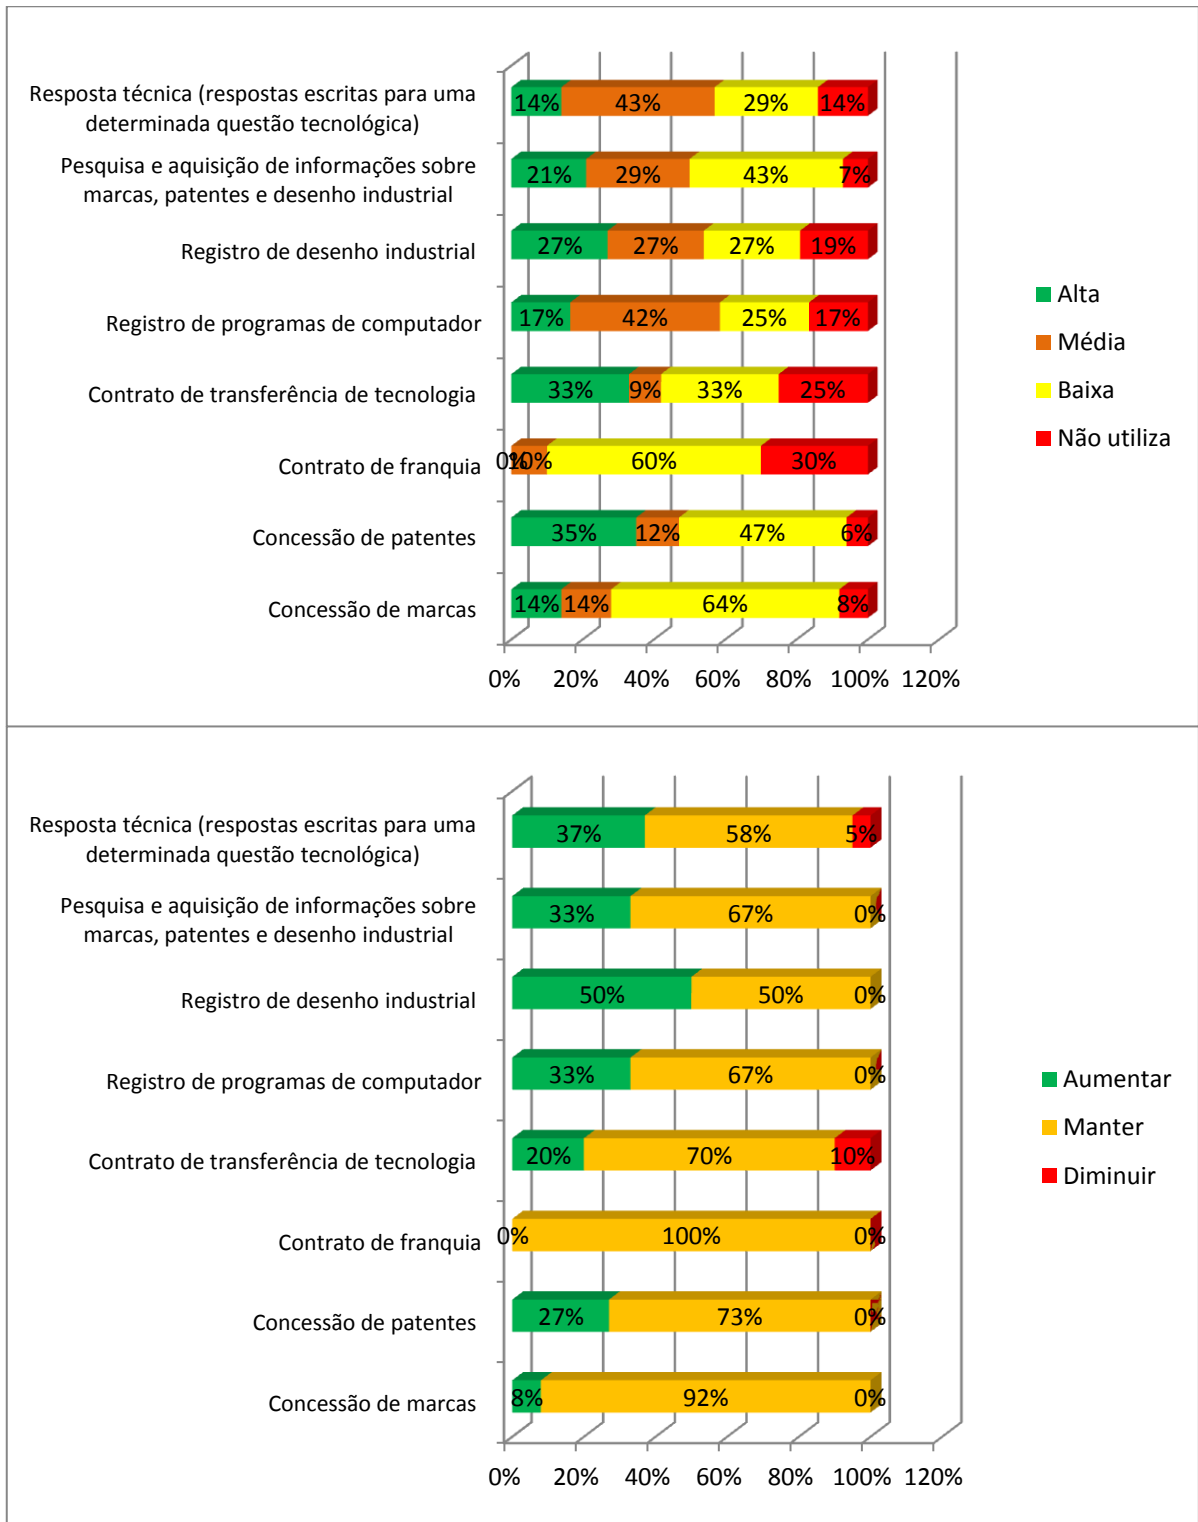 Resposta técnica (respostas escritas para uma
determinada questão tecnológica)
14% 43% 29% 14%
Pesquisa e aquisição de informações sobre
marcas, patentes e desenho industrial
21% 29% 43% 7%
Registro de desenho industrial
27% 27% 27% 19%
Registro de programas de computador
17% 42% 25% 17%
Contrato de transferência de tecnologia
33% 9% 33% 25%
Contrato de franquia
0% 10% 60% 30%
Concessão de patentes
35% 12% 47% 6%
Concessão de marcas
14% 14% 64% 8%
0% 20% 40% 60% 80% 100% 120%
Alta
Média
Baixa
Não utiliza
Resposta técnica (respostas escritas para uma
determinada questão tecnológica)
37% 58% 5%
Pesquisa e aquisição de informações sobre
marcas, patentes e desenho industrial
33% 67% 0%
Registro de desenho industrial
50% 50% 0%
Registro de programas de computador
33% 67% 0%
Contrato de transferência de tecnologia
20% 70% 10%
Contrato de franquia
0% 100% 0%
Concessão de patentes
27% 73% 0%
Concessão de marcas
8% 92% 0%
0% 20% 40% 60% 80% 100% 120%
Aumentar
Manter
Diminuir